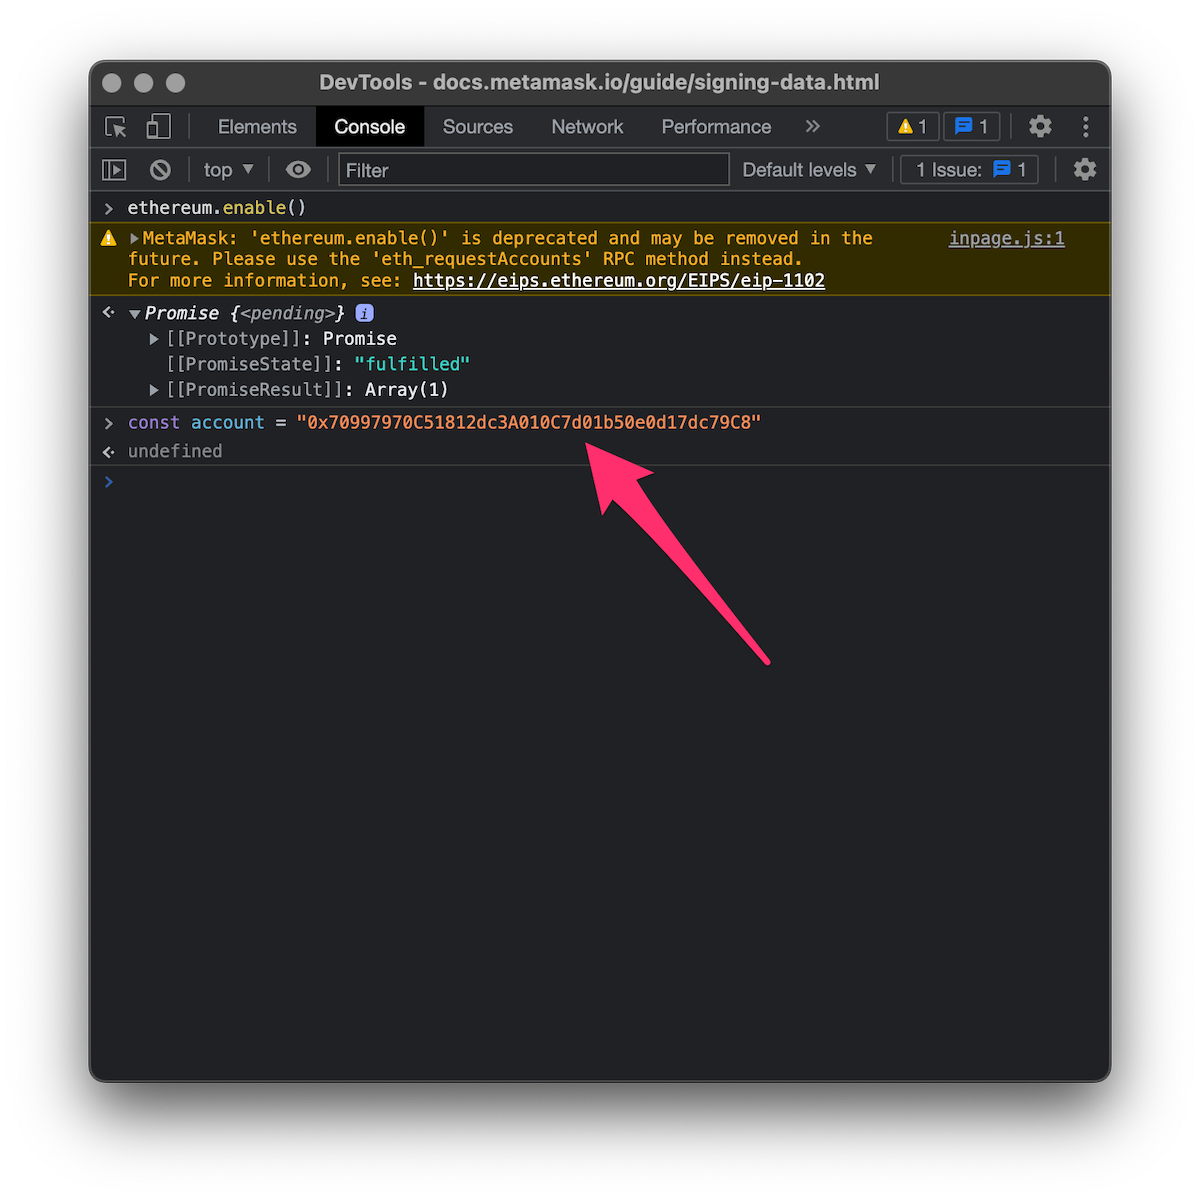 DevTools - docs.metamask.io/guide/signing-data.html
Elements Console Sources Network Performance » 1 1
top ▼ Filter Default levels ▼ 1 Issue: 1
> ethereum.enable()
▶MetaMask: 'ethereum.enable()' is deprecated and may be removed in the inpage.js:1
future. Please use the 'eth_requestAccounts' RPC method instead.
For more information, see: https://eips.ethereum.org/EIPS/eip-1102
▼Promise {<pending>} i
▶[[Prototype]]: Promise
[[PromiseState]]: "fulfilled"
▶[[PromiseResult]]: Array(1)
> const account = "0x70997970C51812dc3A010C7d01b50e0d17dc79C8"
undefined
>